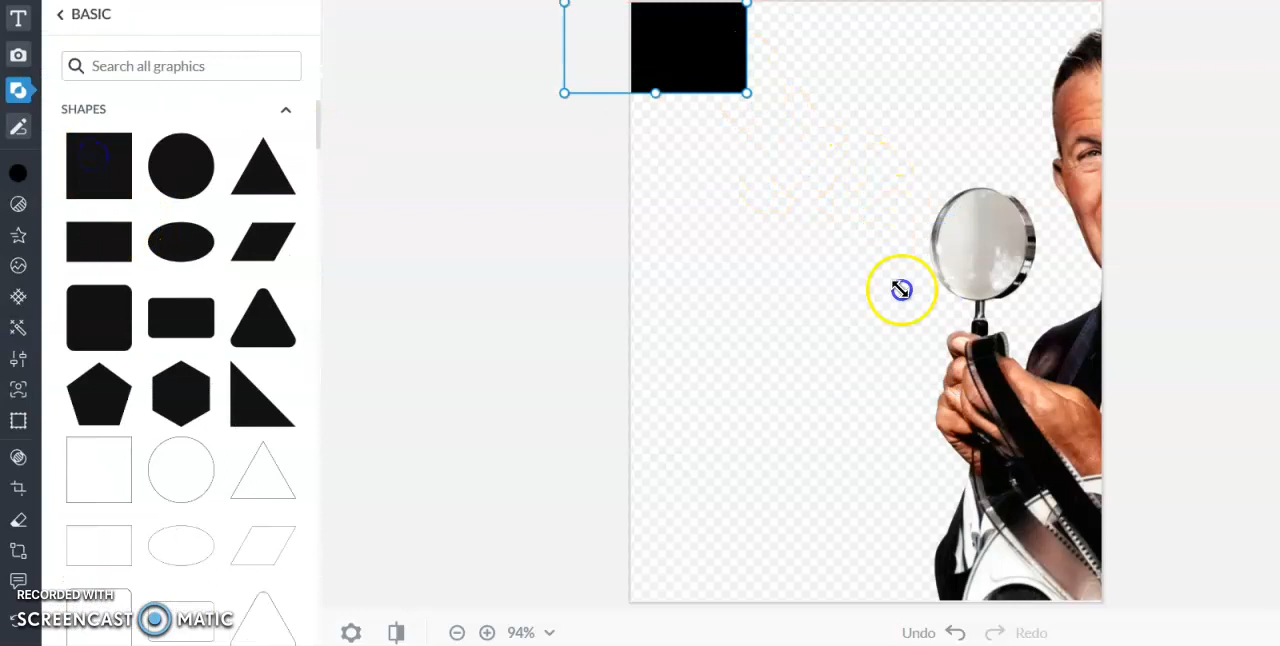 BASIC
Search all graphics
SHAPES
RECORDED WITH
SCREENCAST MATIC
94%
Undo
Redo